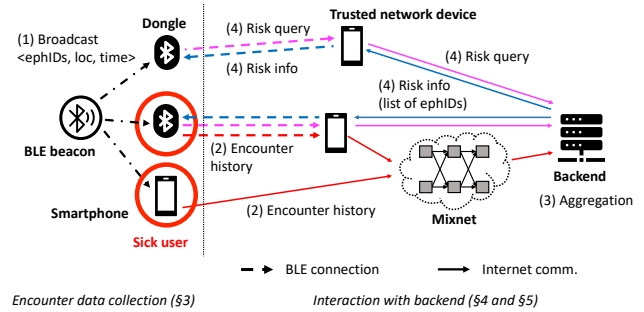 Dongle
Trusted network device
(1) Broadcast
<ephIDs, loc, time>
(4) Risk query
(4) Risk info
(4) Risk query
(4) Risk info
(list of ephIDs)
BLE beacon
(2) Encounter
history
Backend
Smartphone
(2) Encounter history
Mixnet
(3) Aggregation
Sick user
BLE connection
Internet comm.
Encounter data collection (§3)
Interaction with backend (§4 and §5)